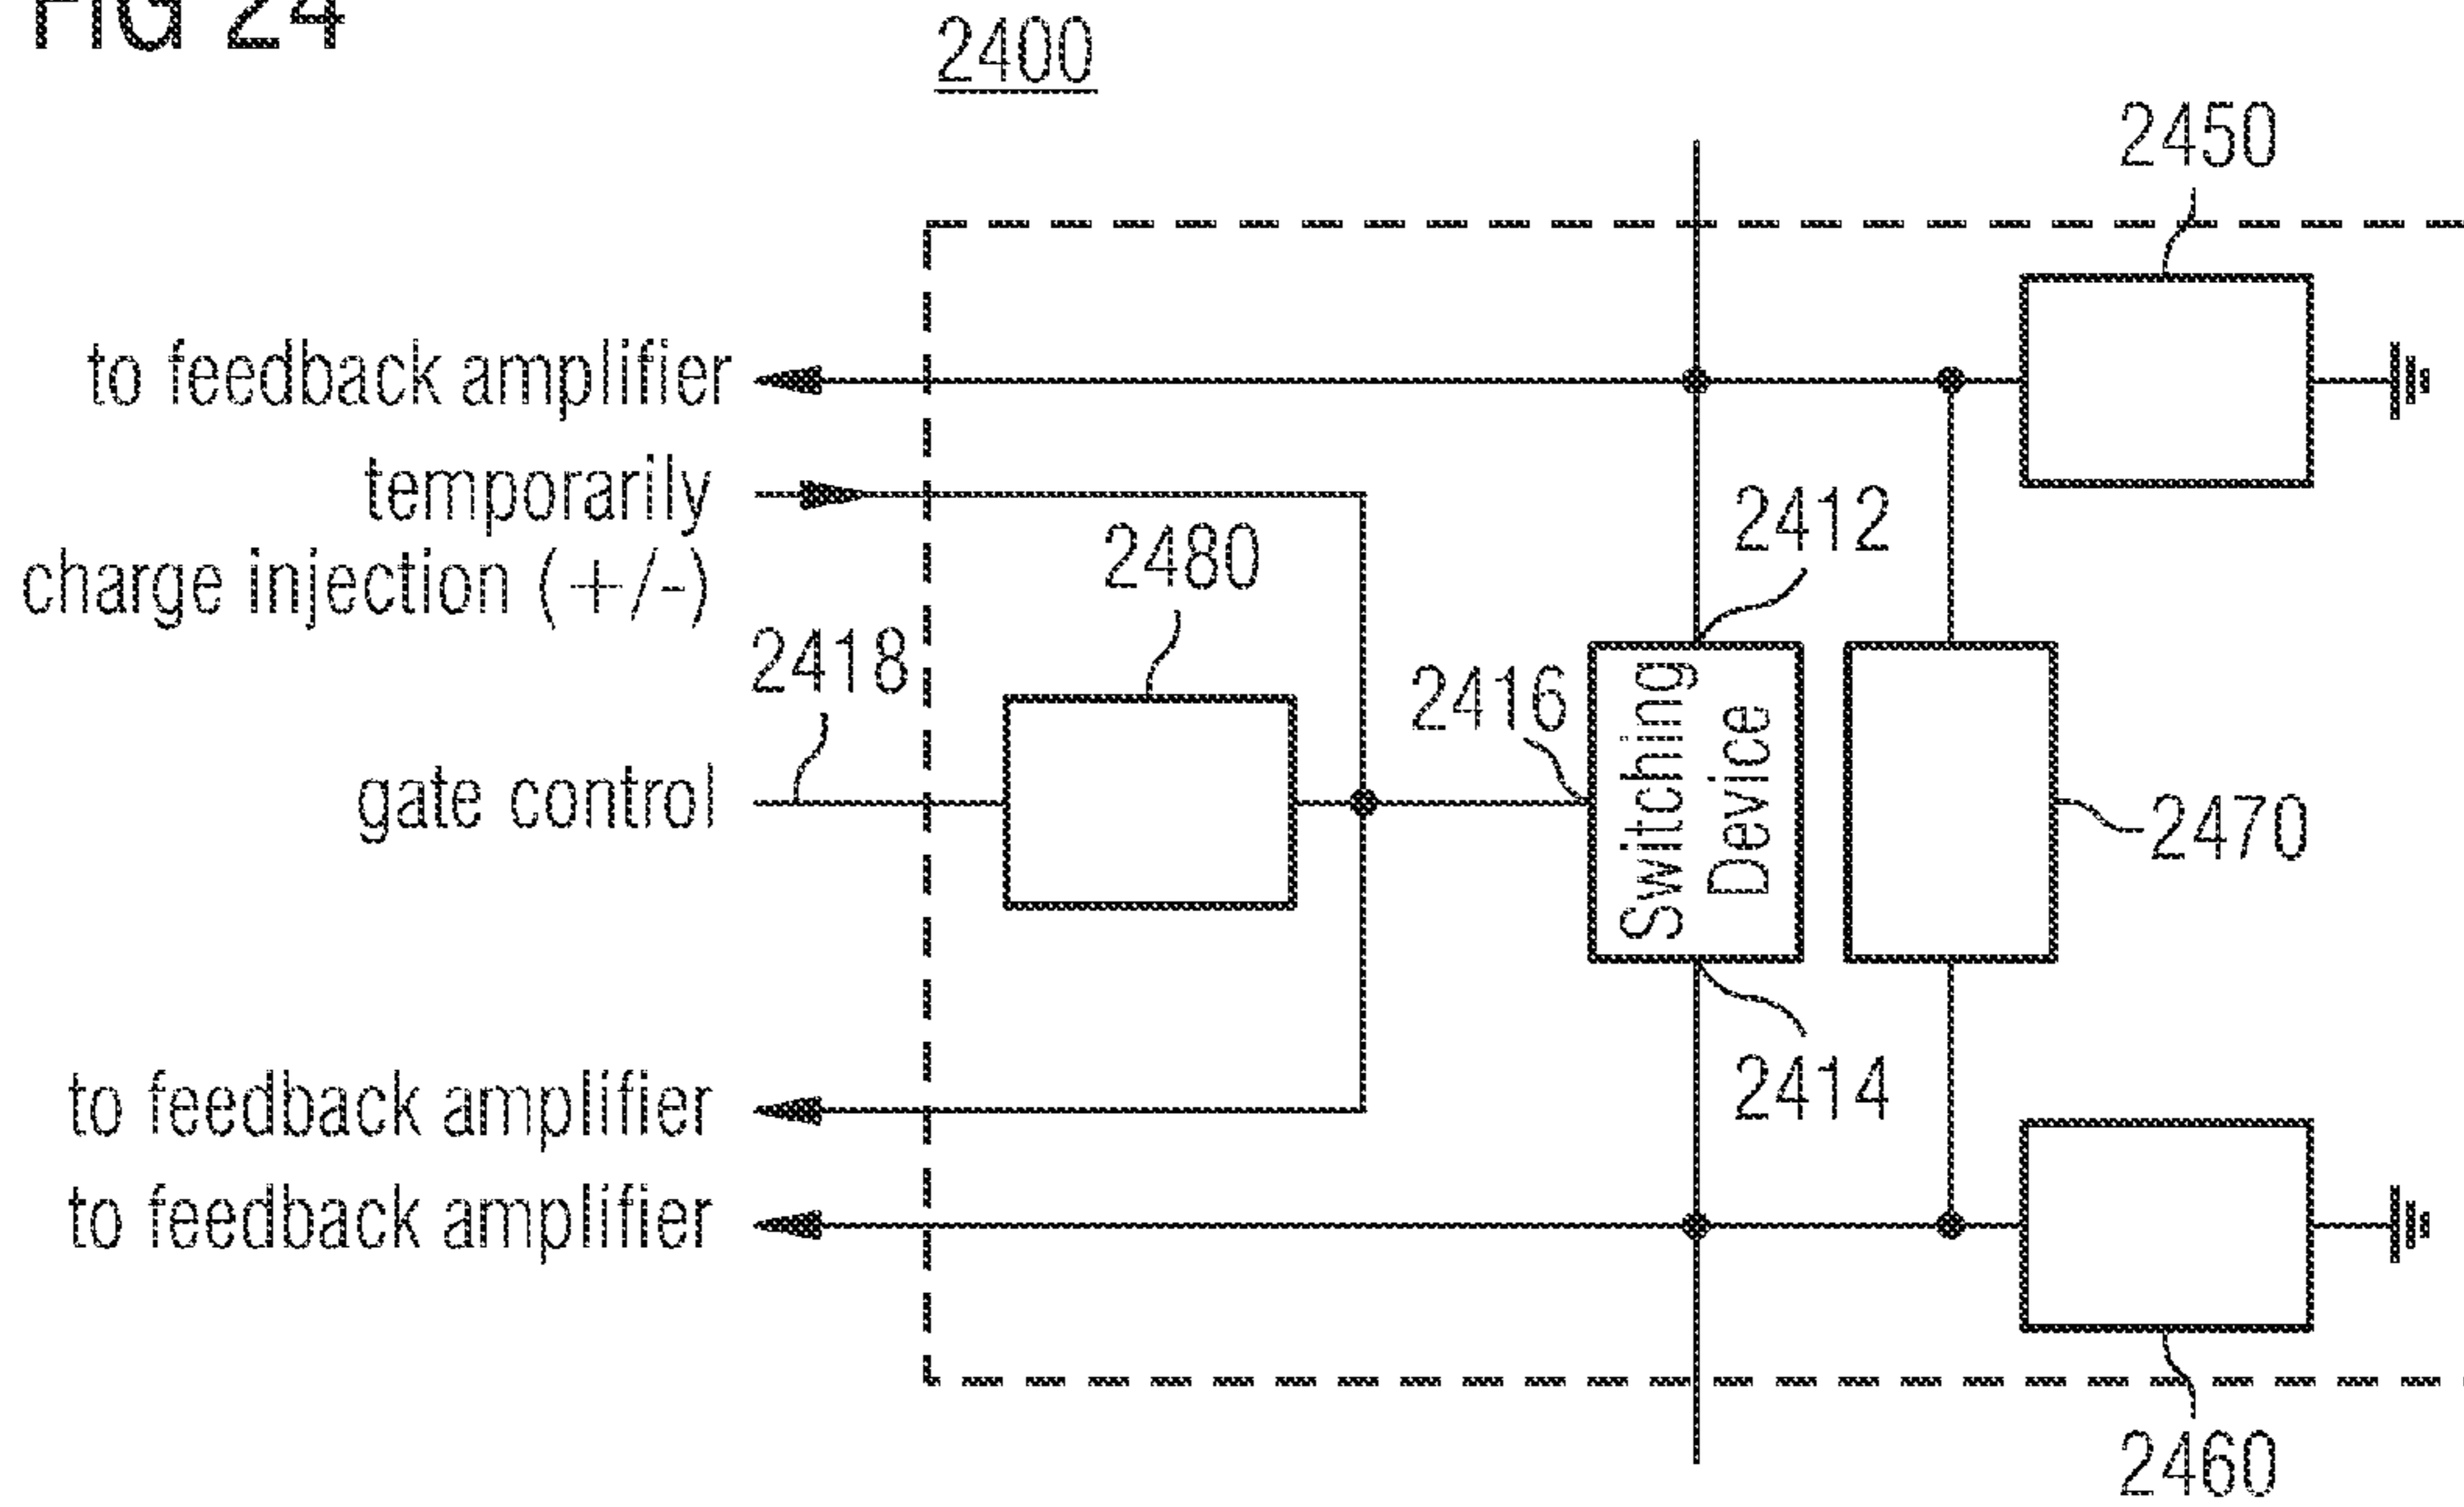 FIG 24
2400
2450
to feedback amplifier
temporarily
charge injection (+/-)
2412
2480
2418
2416
gate control
Switching
Device
2470
2414
to feedback amplifier
to feedback amplifier
2460